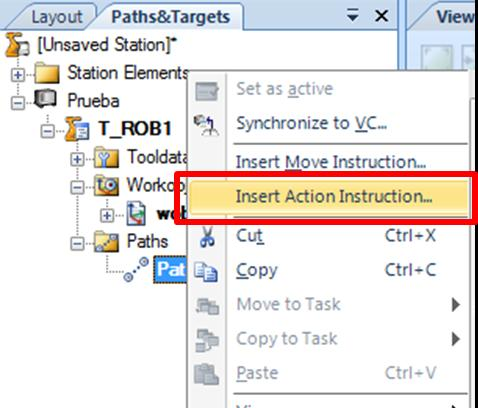 Layout Paths&Targets View
[Unsaved Station]*
Station Elements
Set as active
Prueba
Synchronize to VC...
T_ROB1
Insert Move Instruction...
Tooldata
Insert Action Instruction...
Workob
wob
Cut Ctrl+X
Paths
Copy Ctrl+C
Pat
Move to Task
Copy to Task
Paste Ctrl+V